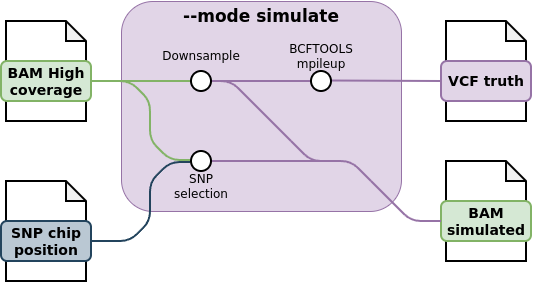 --mode simulate
Downsample
BCFTOOLS
mpileup
BAM High
coverage
VCF truth
SNP
selection
SNP chip
position
BAM
simulated